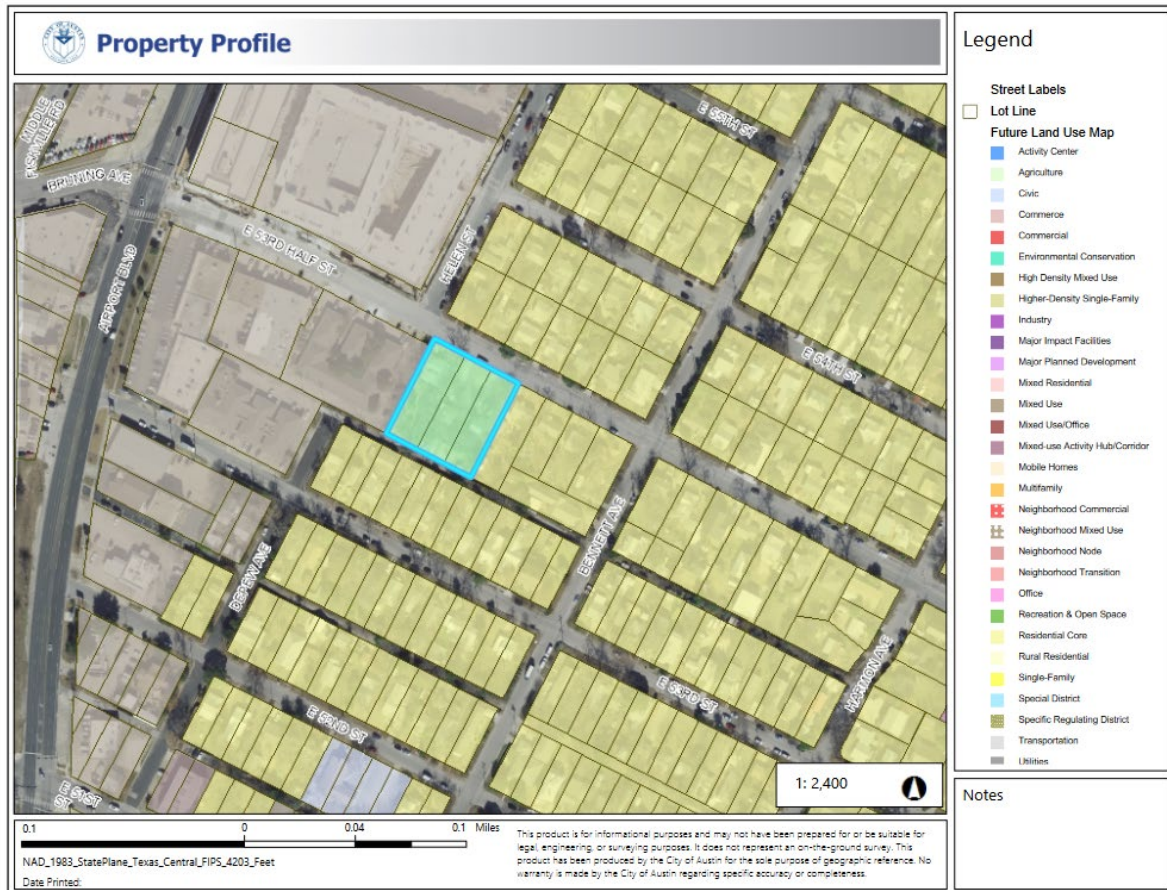 Property Profile
MIDDLE
FISKVILLE RD
BRUNING AVE
AIRPORT BLVD
E 53RD HALF ST
HELEN ST
E 55TH ST
E 54TH ST
BENNETT AVE
DEPEW AVE
E 53RD ST
HARMON AVE
E 52ND ST
E 51ST
1: 2,400
0.1
0
0.04
0.1 Miles
NAD_1983_StatePlane_Texas_Central_FIPS_4203_Feet
Date Printed:
This product is for informational purposes and may not have been prepared for or be suitable for
legal, engineering, or surveying purposes. It does not represent an on-the-ground survey. This
product has been produced by the City of Austin for the sole purpose of geographic reference. No
warranty is made by the City of Austin regarding specific accuracy or completeness.
Legend
Street Labels
Lot Line
Future Land Use Map
Activity Center
Agriculture
Civic
Commerce
Commercial
Environmental Conservation
High Density Mixed Use
Higher-Density Single-Family
Industry
Major Impact Facilities
Major Planned Development
Mixed Residential
Mixed Use
Mixed Use/Office
Mixed-use Activity Hub/Corridor
Mobile Homes
Multifamily
Neighborhood Commercial
Neighborhood Mixed Use
Neighborhood Node
Neighborhood Transition
Office
Recreation & Open Space
Residential Core
Rural Residential
Single-Family
Special District
Specific Regulating District
Transportation
Utilities
Notes